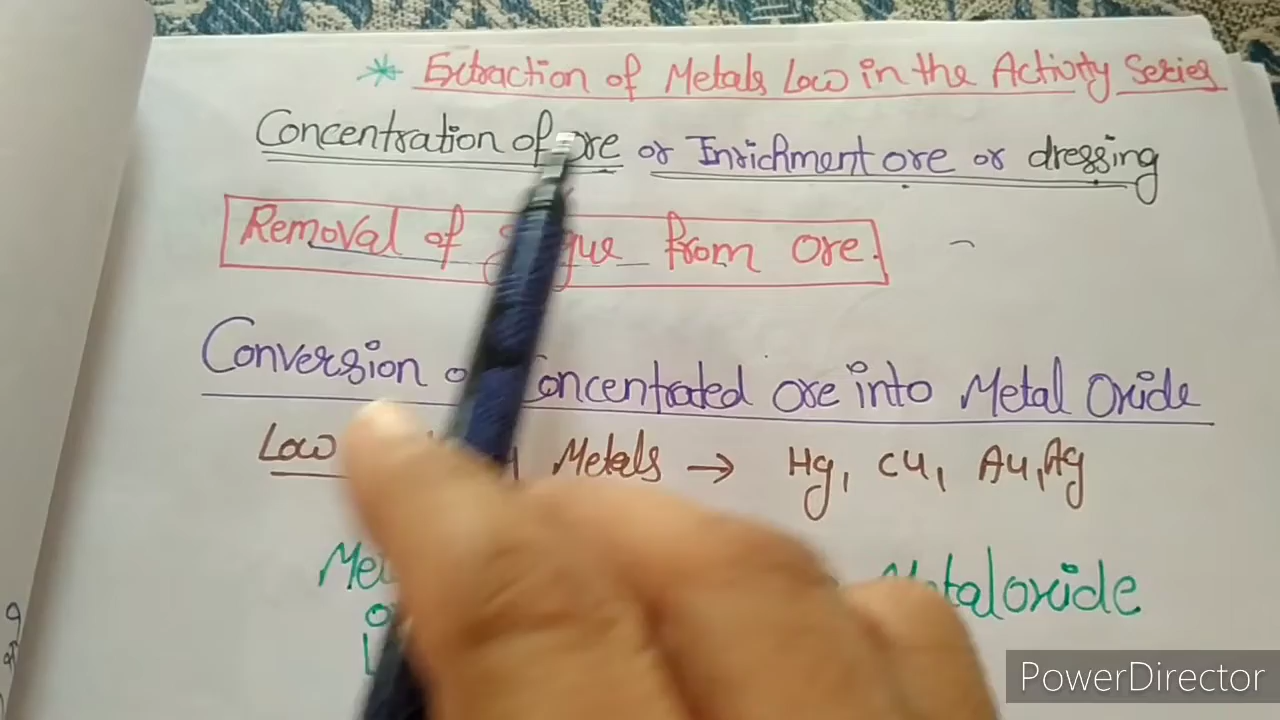 * Extraction of Metals Low in the Activity Series
Concentration of ore or Inrichment ore or dressing
Removal of from ore.
Conversion Concentrated ore into Metal Oxide
Low Metals → Hg, Cu, Au, Ag
Metaloxide
PowerDirector